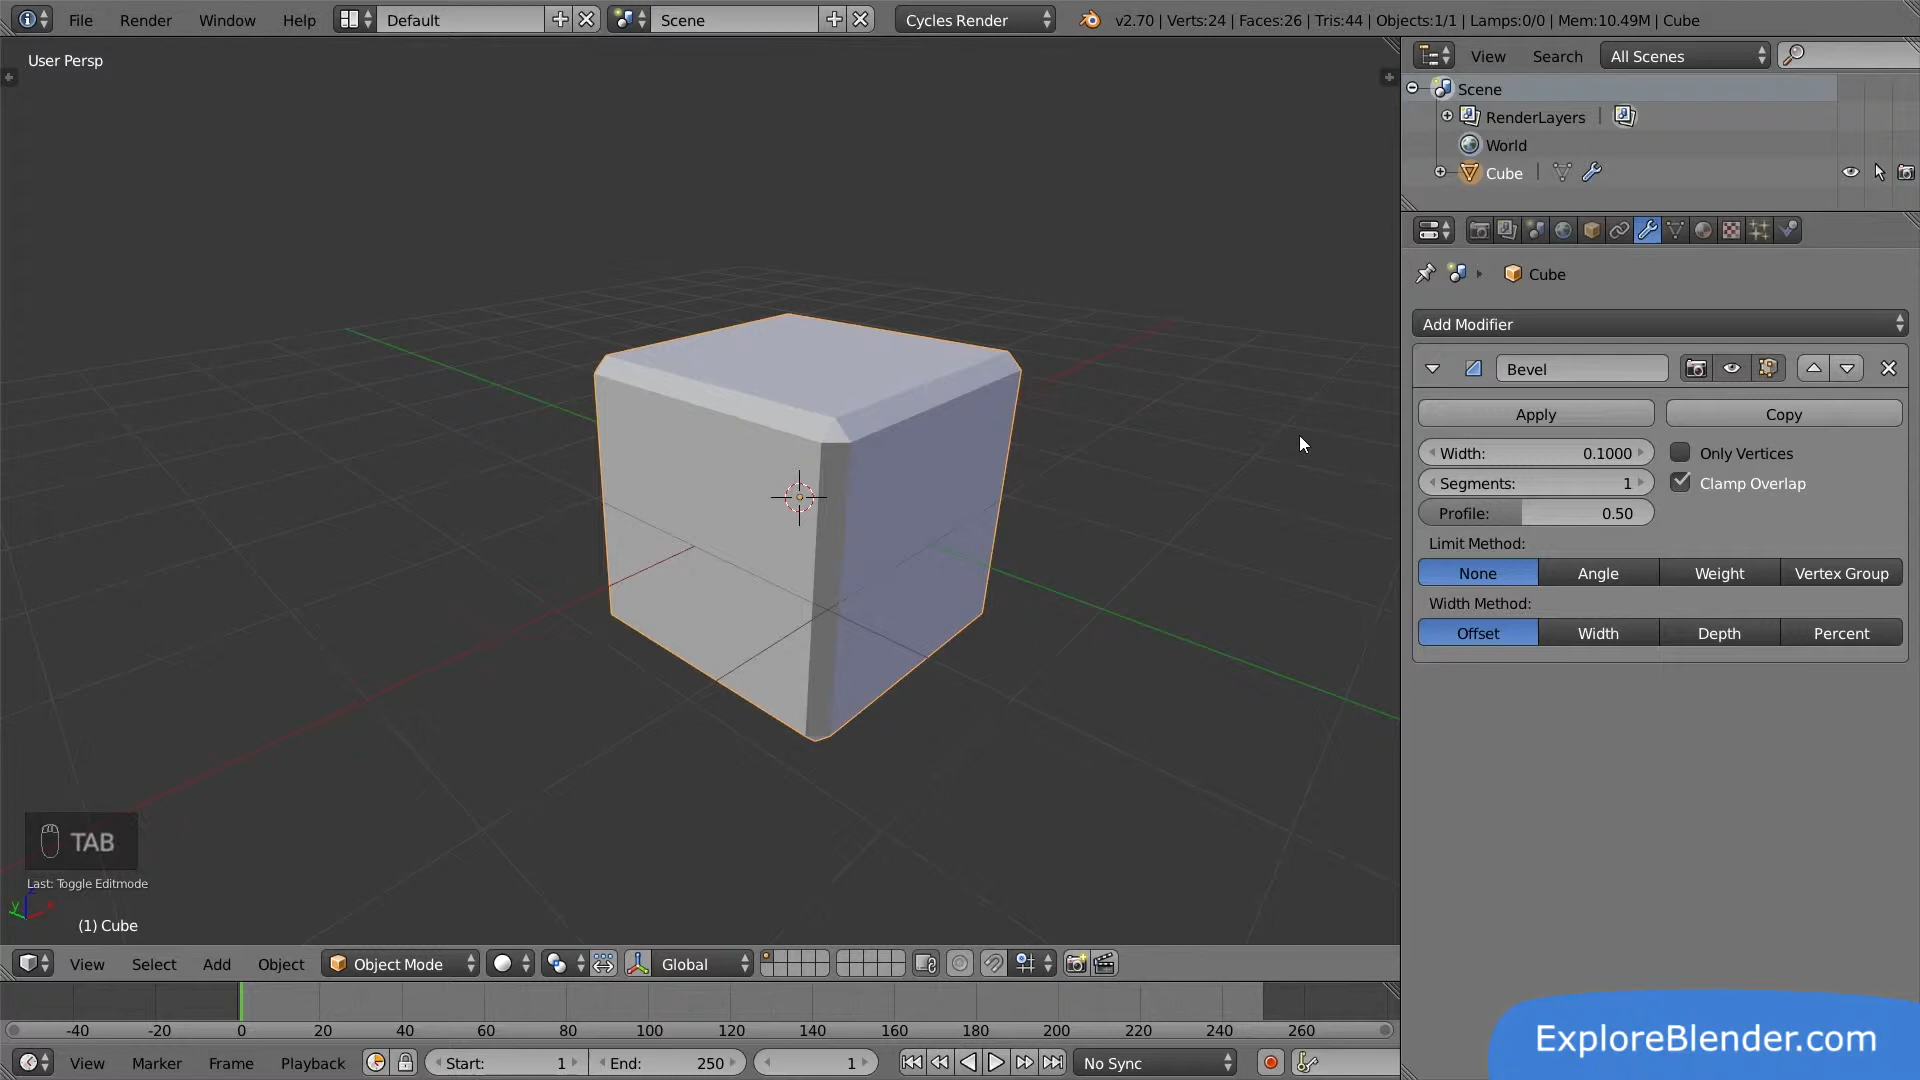 File Render Window Help Default Scene Cycles Render v2.70 | Verts:24 | Faces:26 | Tris:44 | Objects:1/1 | Lamps:0/0 | Mem:10.49M | Cube
User Persp
View Search All Scenes
Scene
RenderLayers
World
Cube
Cube
Add Modifier
Bevel
Apply Copy
Width: 0.1000 Only Vertices
Segments: 1 Clamp Overlap
Profile: 0.50
Limit Method:
None Angle Weight Vertex Group
Width Method:
Offset Width Depth Percent
TAB
Last: Toggle Editmode
(1) Cube
View Select Add Object Object Mode Global
-40 -20 0 20 40 60 80 100 120 140 160 180 200 220 240 260
View Marker Frame Playback Start: 1 End: 250 1 No Sync
ExploreBlender.com